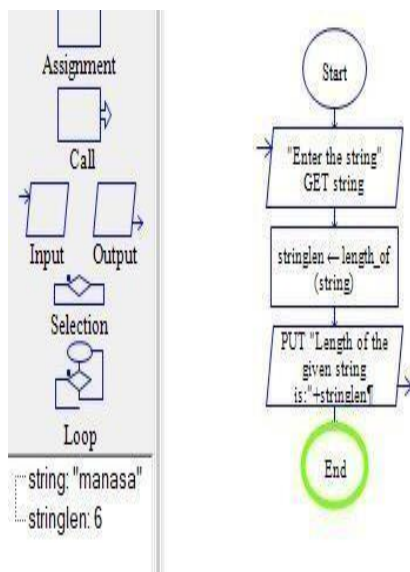 Assignment
Call
Input Output
Selection
Loop
string: "manasa"
stringlen: 6
Start
"Enter the string"
GET string
stringlen ← length_of
(string)
PUT "Length of the
given string
is:"+stringlen¶
End